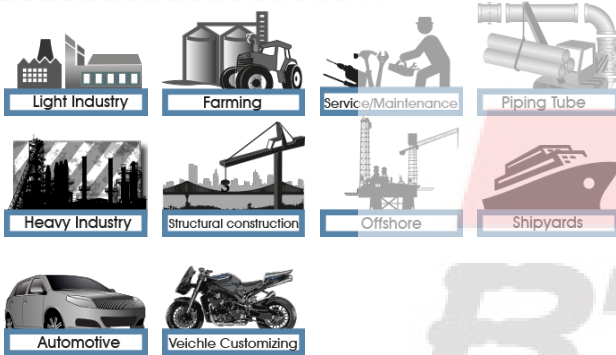 Light Industry
Farming
Service/Maintenance
Piping Tube
Heavy Industry
Structural construction
Offshore
Shipyards
Automotive
Veichle Customizing